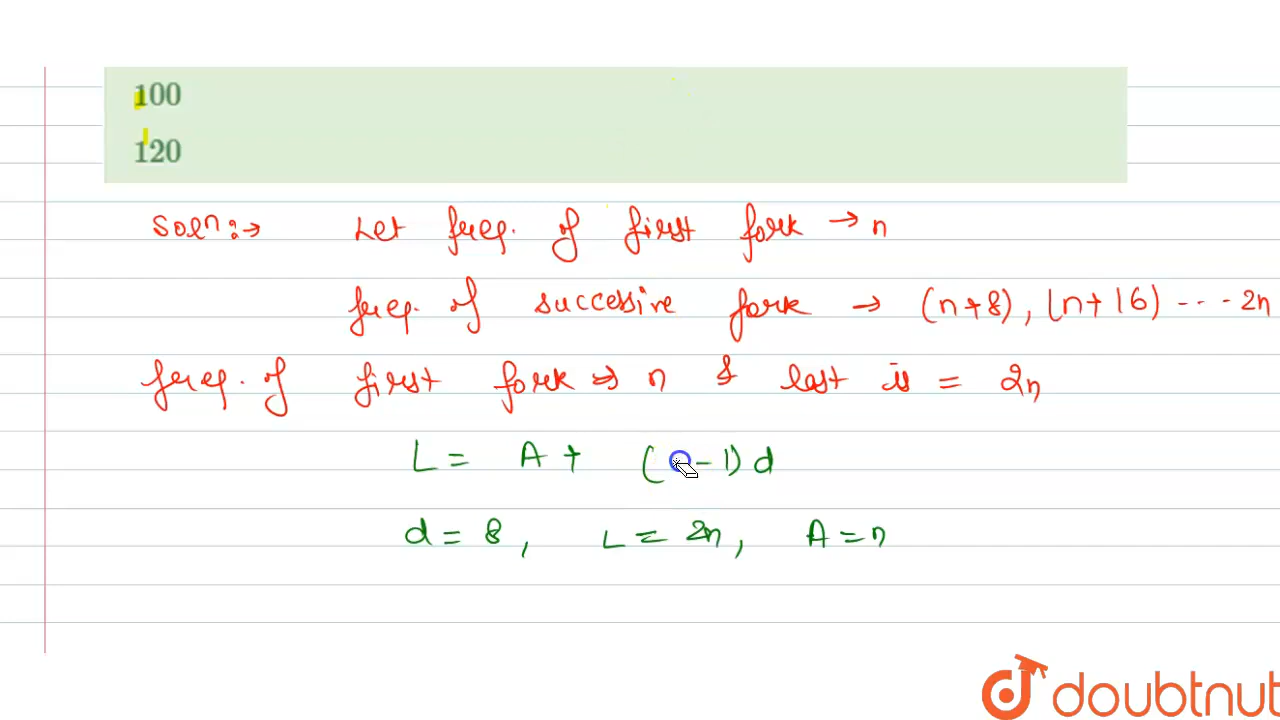 100
120
Soln:→ Let freq. of first fork → n
freq. of successive fork → (n+8), (n+16) --- 2n
freq. of first fork → n & last is = 2n
L = A + ( -1) d
d = 8, L = 2n, A = n
doubtnut